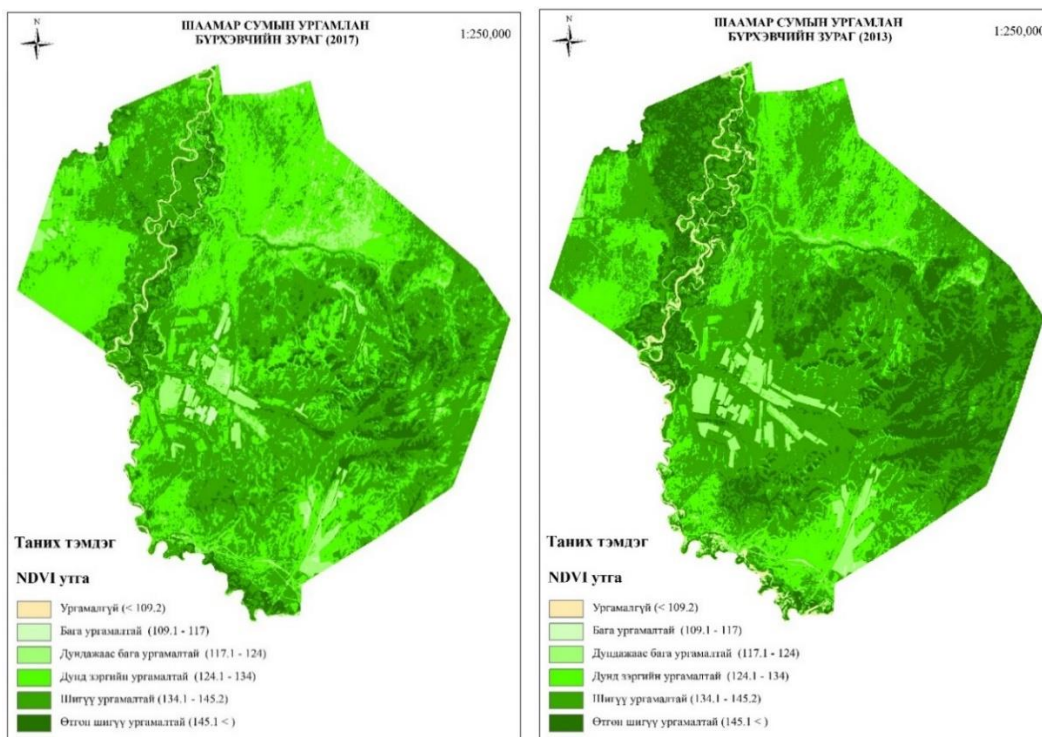 N
ШААМАР СУМЫН УРГАМЛАН
БҮРХЭВЧИЙН ЗУРАГ (2017)
1:250,000
Таних тэмдэг
NDVI утга
Ургамалгүй (< 109.2)
Бага ургамалтай (109.1 - 117)
Дундажаас бага ургамалтай (117.1 - 124)
Дунд зэргийн ургамалтай (124.1 - 134)
Шигүү ургамалтай (134.1 - 145.2)
Өтгөн шигүү ургамалтай (145.1 < )
N
ШААМАР СУМЫН УРГАМЛАН
БҮРХЭВЧИЙН ЗУРАГ (2013)
1:250,000
Таних тэмдэг
NDVI утга
Ургамалгүй (< 109.2)
Бага ургамалтай (109.1 - 117)
Дундажаас бага ургамалтай (117.1 - 124)
Дунд зэргийн ургамалтай (124.1 - 134)
Шигүү ургамалтай (134.1 - 145.2)
Өтгөн шигүү ургамалтай (145.1 < )